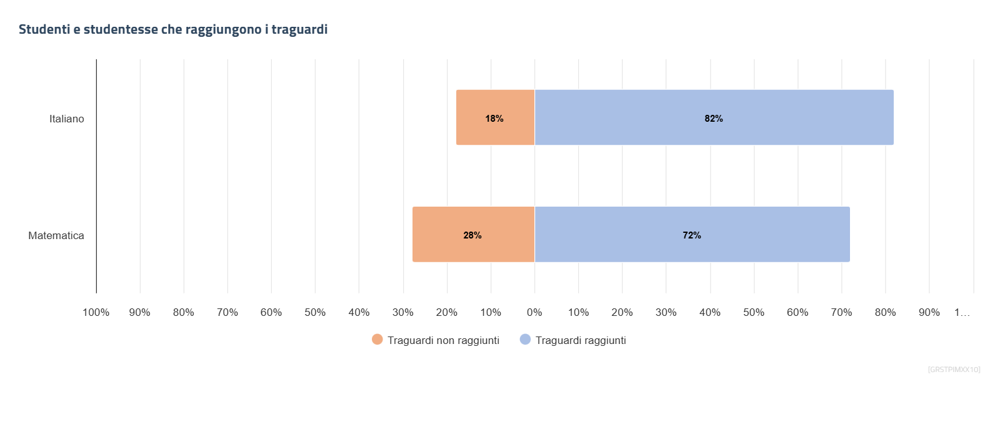 Studenti e studentesse che raggiungono i traguardi
Italiano
18%
82%
Matematica
28%
72%
100% 90% 80% 70% 60% 50% 40% 30% 20% 10% 0% 10% 20% 30% 40% 50% 60% 70% 80% 90% 1...
Traguardi non raggiunti Traguardi raggiunti
[GRSTPIMXX10]